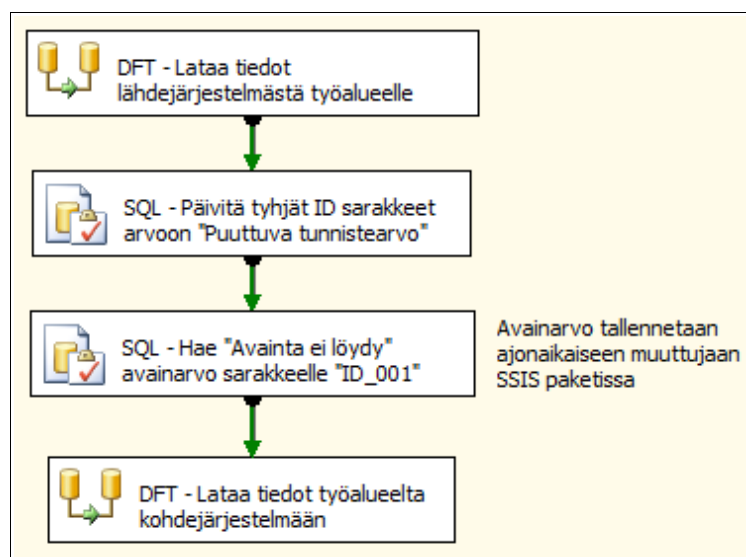 DFT - Lataa tiedot
lähdejärjestelmästä työalueelle
SQL - Päivitä tyhjät ID sarakkeet
arvoon "Puuttuva tunnistearvo"
SQL - Hae "Avainta ei löydy"
avainarvo sarakkeelle "ID_001"
Avainarvo tallennetaan
ajonaikaiseen muuttujaan
SSIS paketissa
DFT - Lataa tiedot työalueelta
kohdejärjestelmään